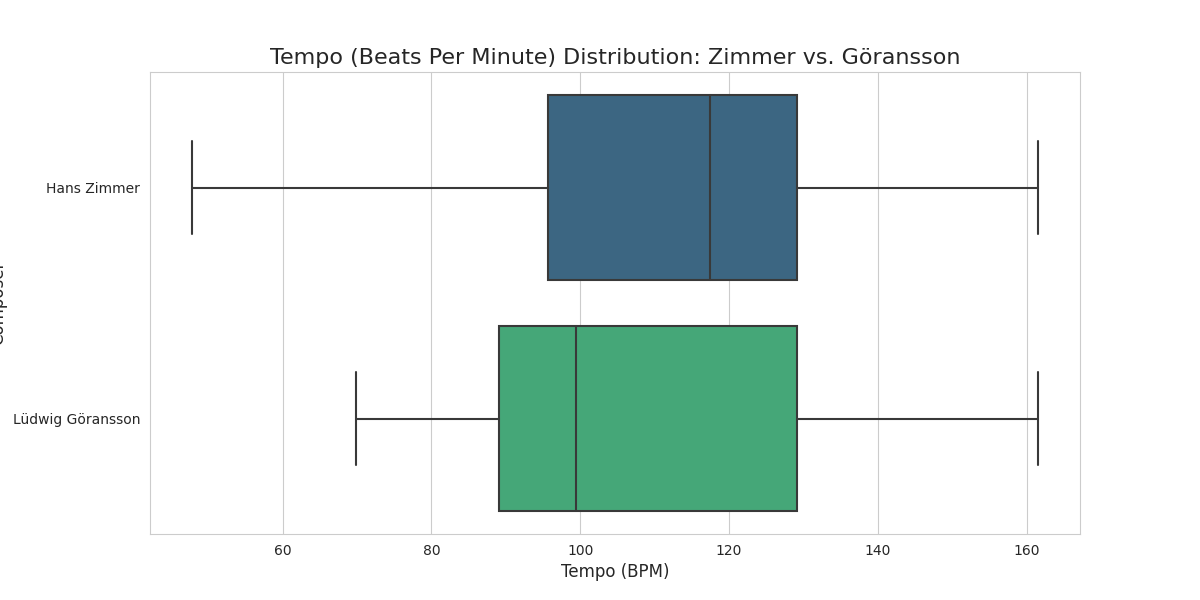 Tempo (Beats Per Minute) Distribution: Zimmer vs. Göransson
Hans Zimmer
Lüdwig Göransson
60
80
100
120
140
160
Tempo (BPM)